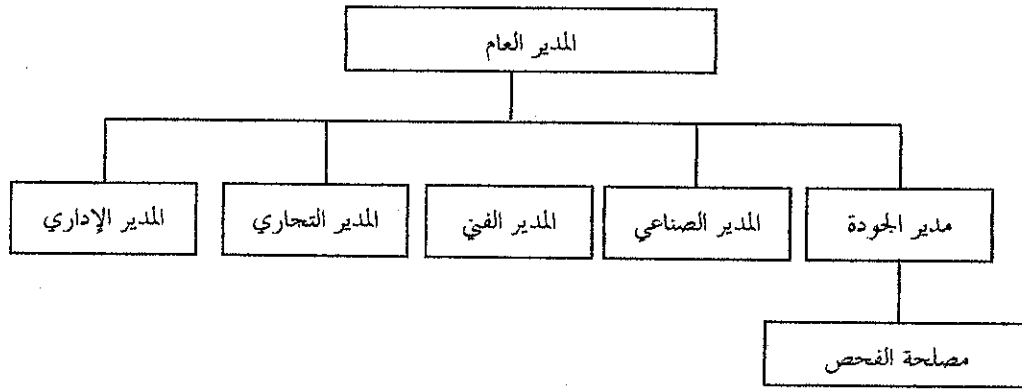 المدير العام
مدير الجودة
المدير الصناعي
المدير الفني
المدير التجاري
المدير الإداري
مصلحة الفحص